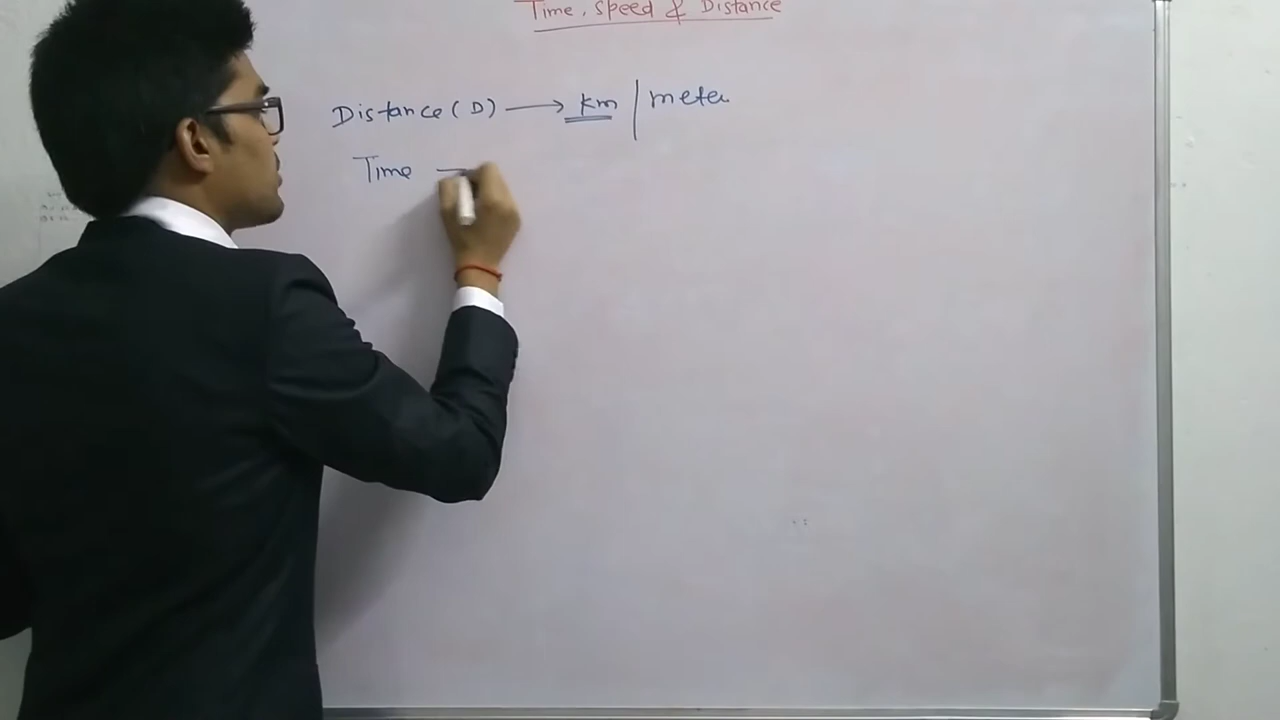 Time, Speed & Distance
Distance (D) → km | meter
Time —